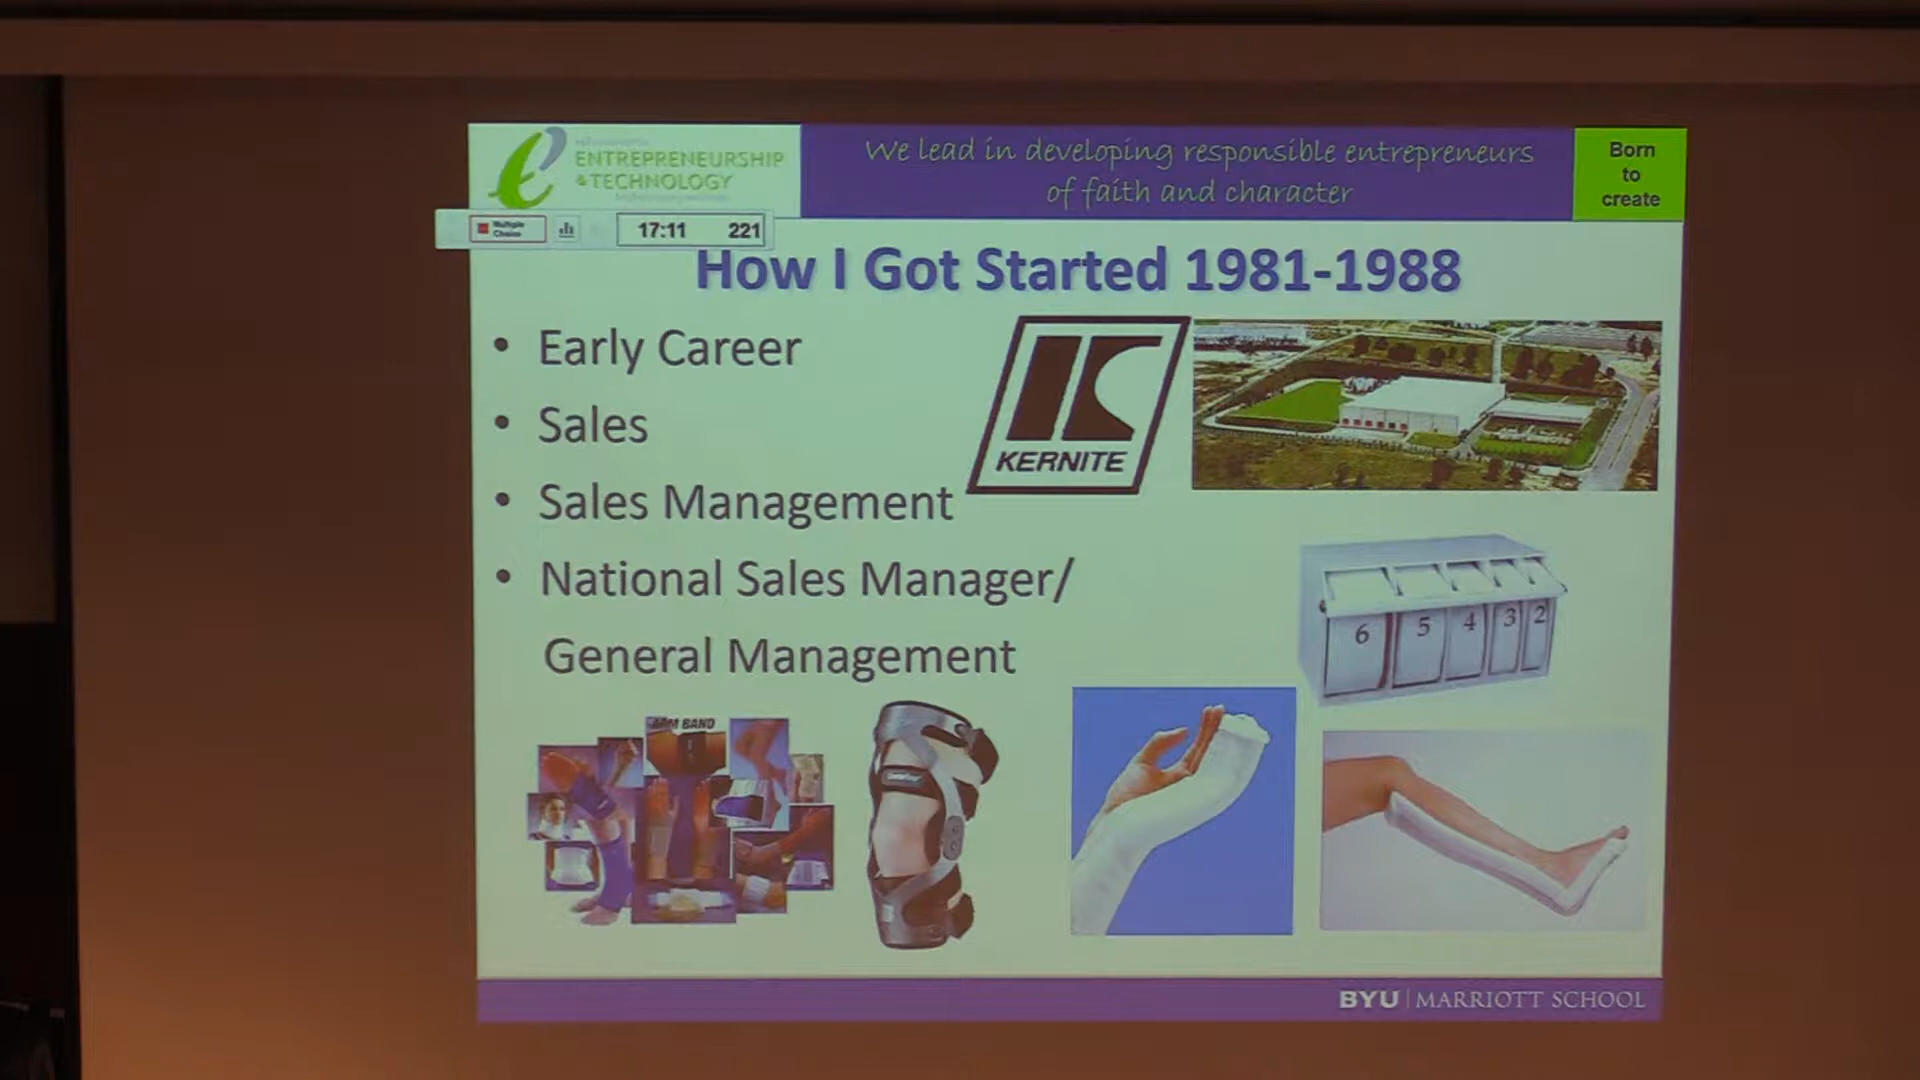 ENTREPRENEURSHIP
& TECHNOLOGY
We lead in developing responsible entrepreneurs
of faith and character
Born
to
create
Multiple
Choice
17:11 221
How I Got Started 1981-1988
• Early Career
• Sales
• Sales Management
• National Sales Manager/
General Management
KERNITE
6 5 4 3 2
ARM BAND
BYU | MARRIOTT SCHOOL